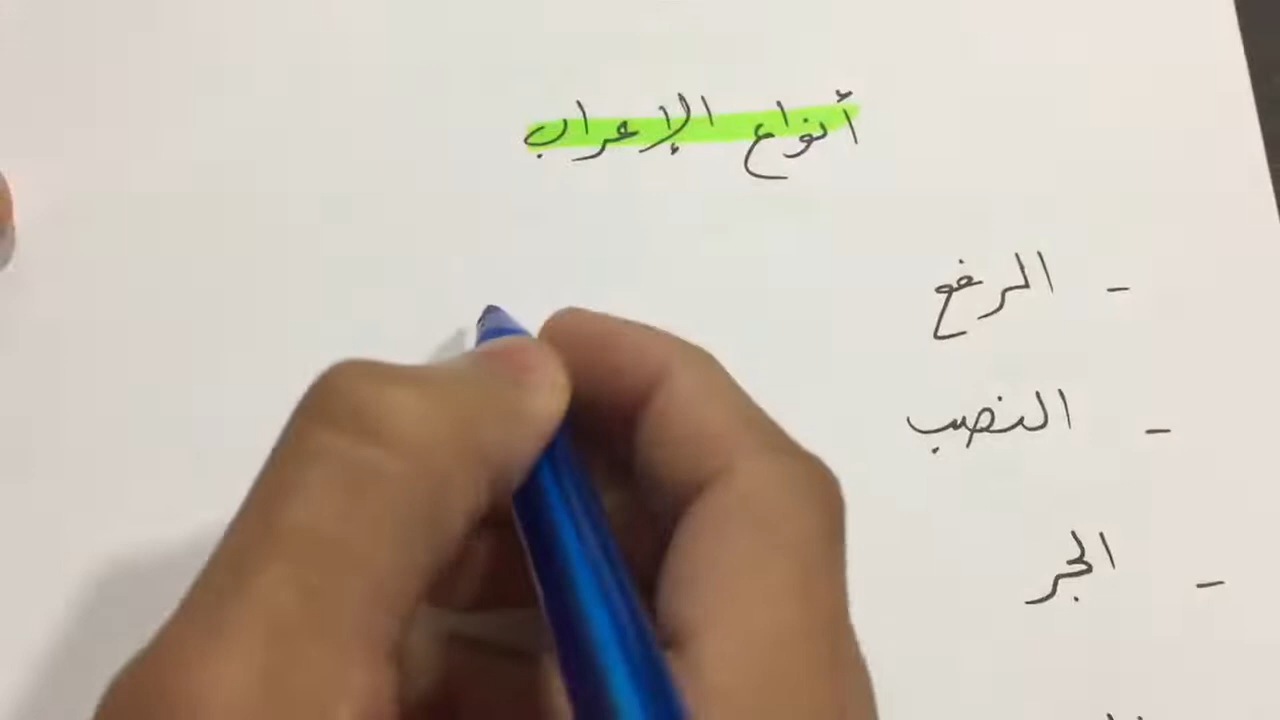 أنواع الإعراب
- الرفع
- النصب
- الجر